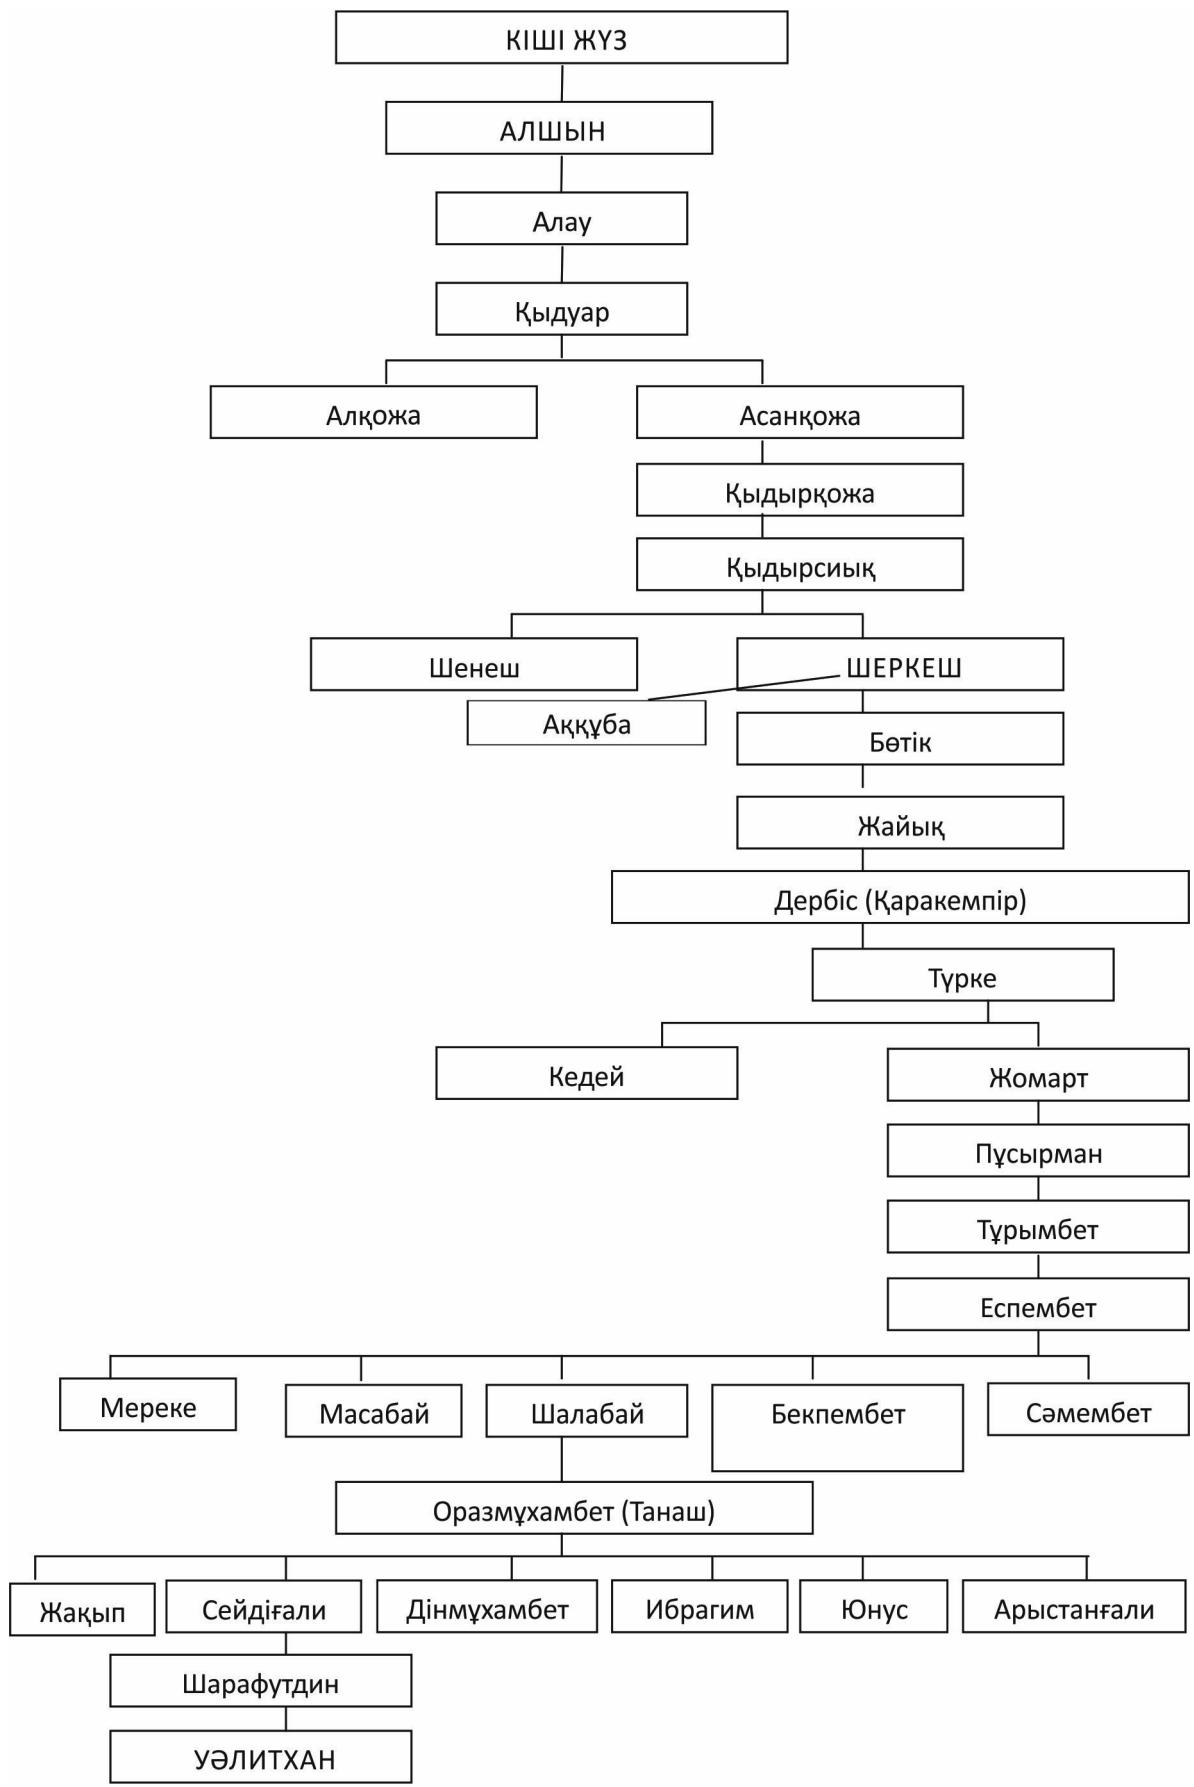 КІШІ ЖҮЗ
АЛШЫН
Алау
Қыдуар
Алқожа
Асанқожа
Қыдырқожа
Қыдырсиық
Шенеш
ШЕРКЕШ
Аққұба
Бөтік
Жайық
Дербіс (Қаракемпір)
Түрке
Кедей
Жомарт
Пұсырман
Тұрымбет
Еспембет
Мереке
Масабай
Шалабай
Бекпембет
Сәмембет
Оразмұхамбет (Танаш)
Жақып
Сейдіғали
Дінмұхамбет
Ибрагим
Юнус
Арыстанғали
Шарафутдин
УӘЛИТХАН